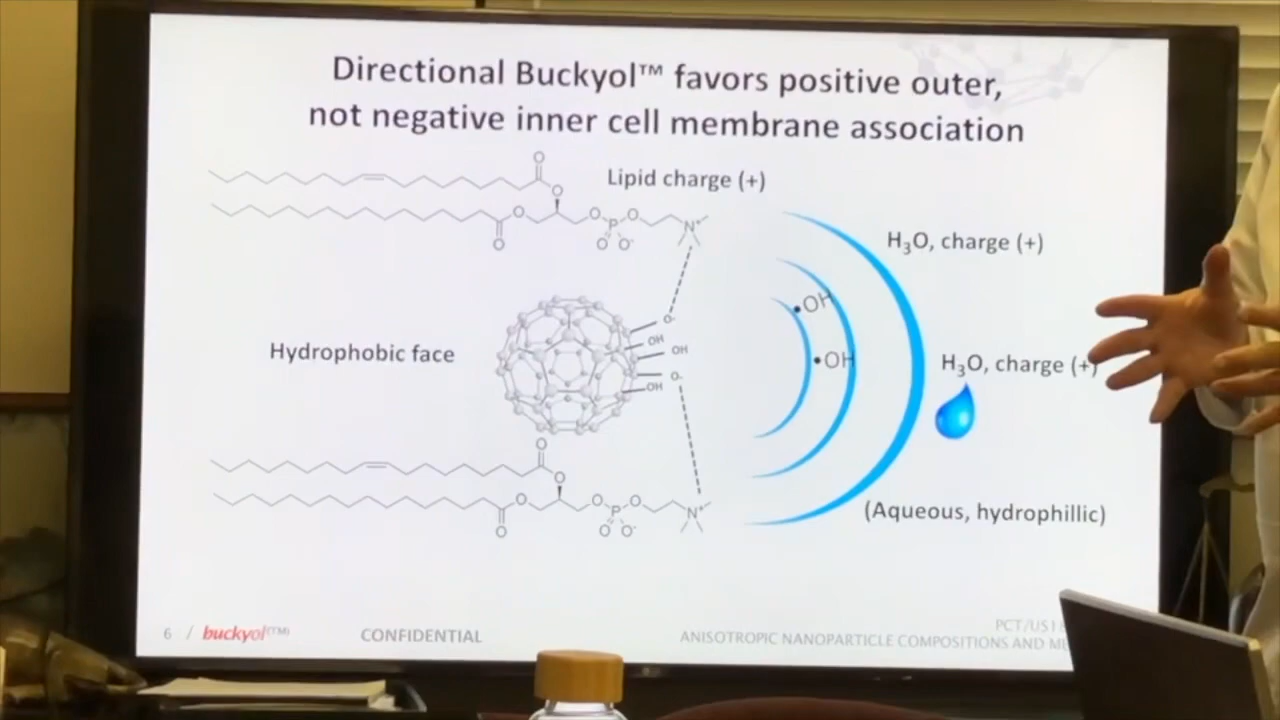 Directional Buckyol™ favors positive outer,
not negative inner cell membrane association
Lipid charge (+)
O
O
O
O
O
P
O
N⁺
O
O⁻
H₃O, charge (+)
•OH
O-
OH
OH
Hydrophobic face
•OH
H₃O, charge (+)
O-
OH
O
O
O
O
P
O
N⁺
O
O
O⁻
(Aqueous, hydrophillic)
6 / buckyol(TM)
CONFIDENTIAL
PCT/US18
ANISOTROPIC NANOPARTICLE COMPOSITIONS AND